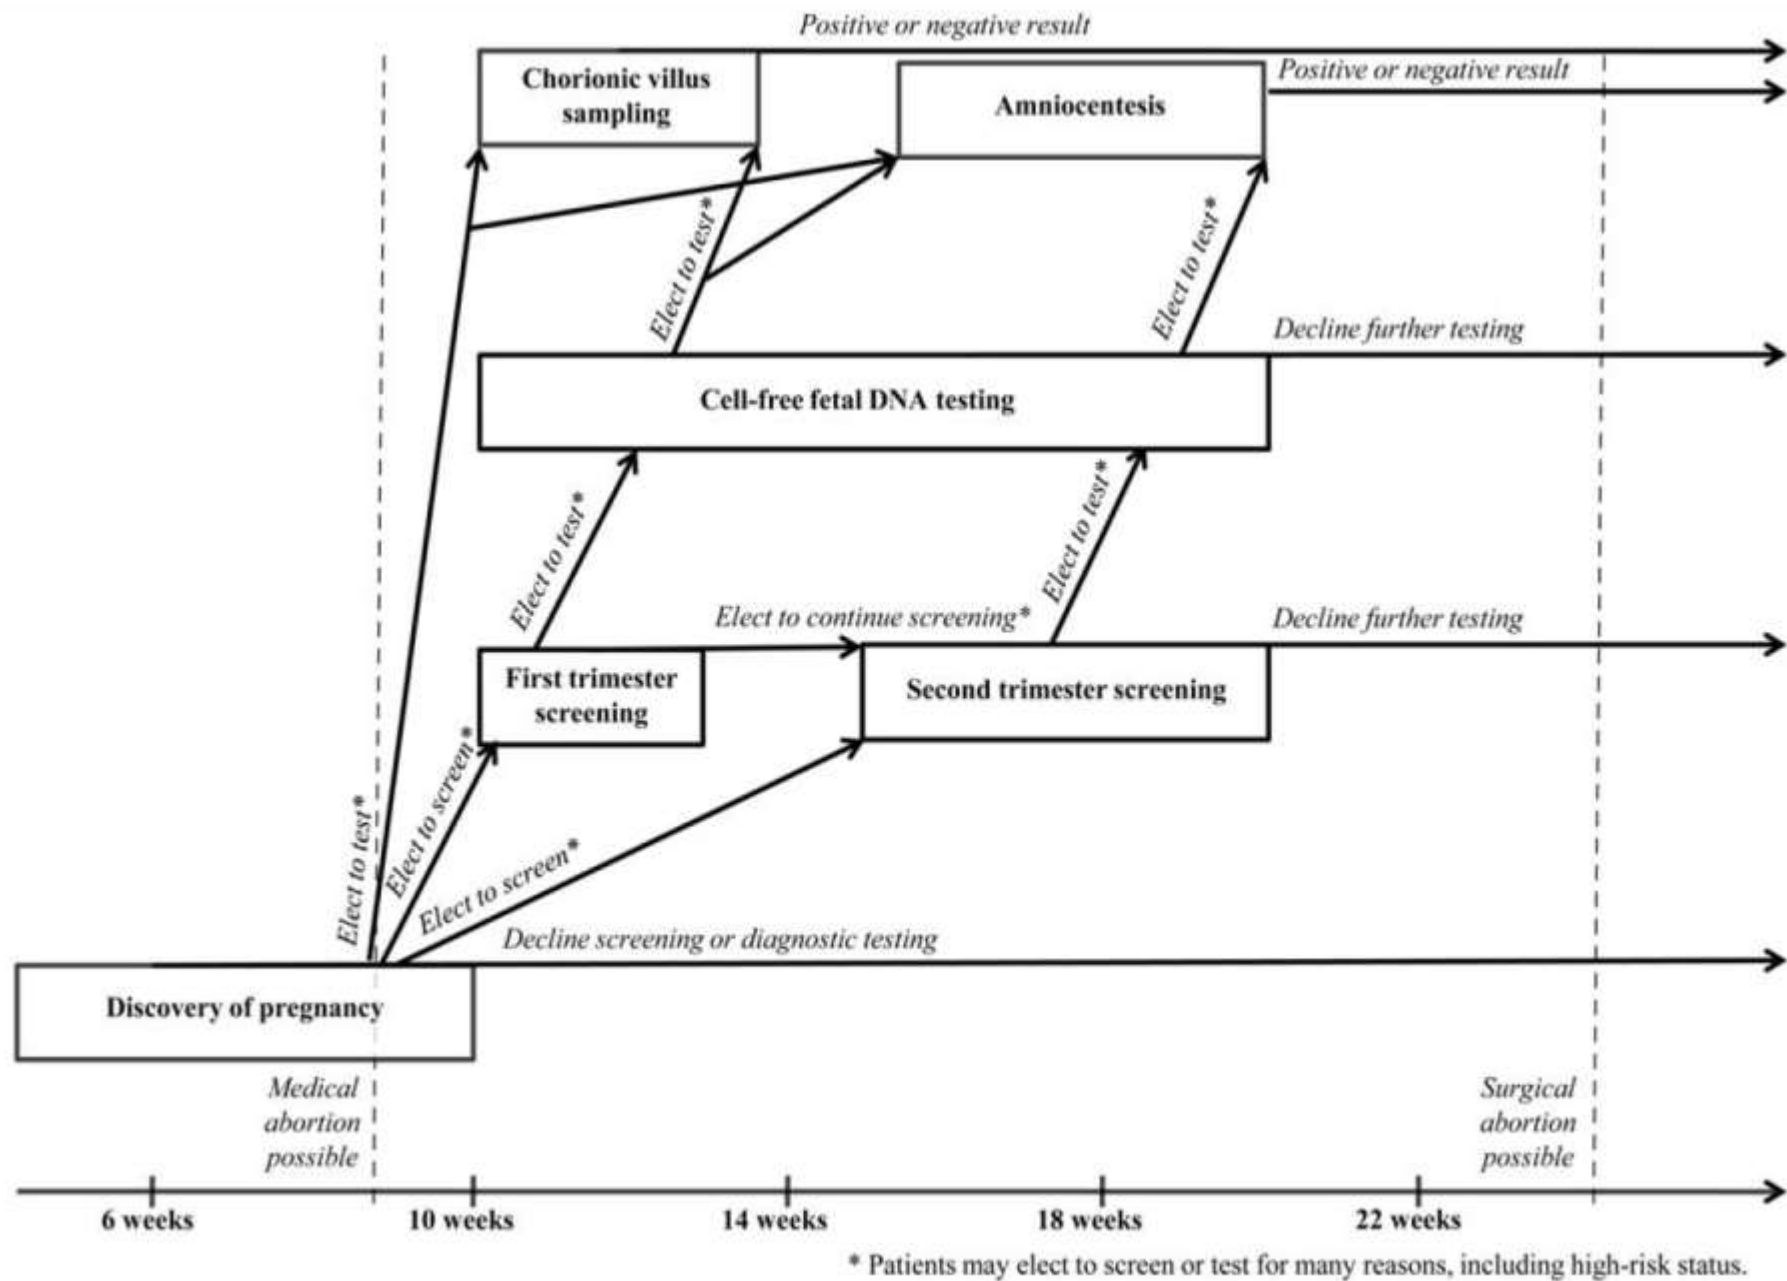 Positive or negative result
Chorionic villus
sampling
Amniocentesis
Positive or negative result
Elect to test*
Elect to test*
Decline further testing
Cell-free fetal DNA testing
Elect to test*
Elect to test*
Elect to continue screening*
Decline further testing
First trimester
screening
Second trimester screening
Elect to test*
Elect to screen*
Elect to screen*
Decline screening or diagnostic testing
Discovery of pregnancy
Medical
abortion
possible
Surgical
abortion
possible
6 weeks
10 weeks
14 weeks
18 weeks
22 weeks
* Patients may elect to screen or test for many reasons, including high-risk status.